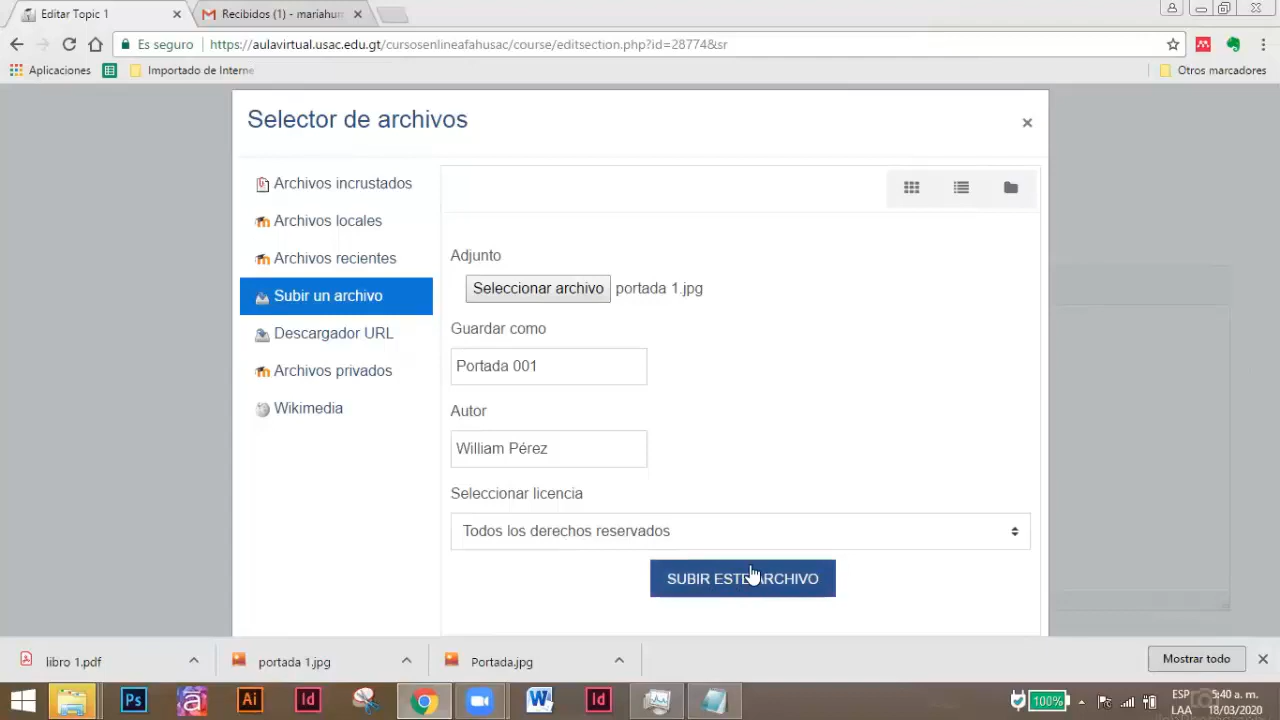 Editar Topic 1
Recibidos (1) - mariahum
Es seguro
https://aulavirtual.usac.edu.gt/cursosenlineafahusac/course/editsection.php?id=28774&sr
Aplicaciones
Importado de Interne
Otros marcadores
Selector de archivos
Archivos incrustados
Archivos locales
Archivos recientes
Subir un archivo
Descargador URL
Archivos privados
Wikimedia
Adjunto
Seleccionar archivo portada 1.jpg
Guardar como
Portada 001
Autor
William Pérez
Seleccionar licencia
Todos los derechos reservados
SUBIR ESTE ARCHIVO
libro 1.pdf
portada 1.jpg
Portada.jpg
Mostrar todo
Ps
a
Ai
Id
W
Id
100%
ESP
LAA
5:40 a. m.
18/03/2020